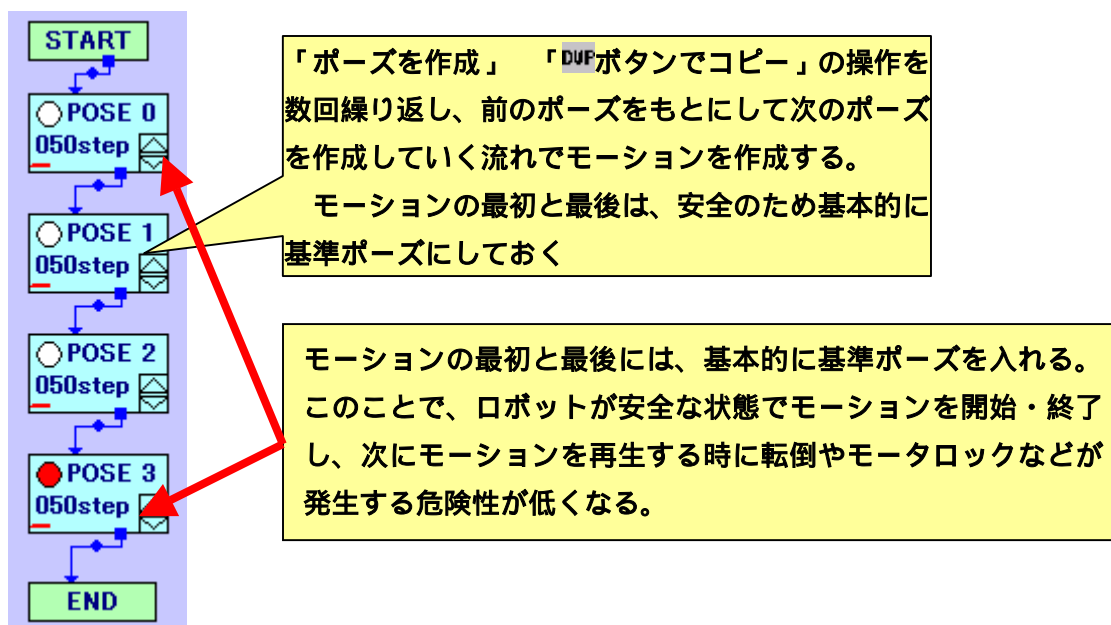 START
POSE 0
050step
POSE 1
050step
POSE 2
050step
POSE 3
050step
END
「ポーズを作成」　「DUPボタンでコピー」の操作を
数回繰り返し、前のポーズをもとにして次のポーズ
を作成していく流れでモーションを作成する。
　モーションの最初と最後は、安全のため基本的に
基準ポーズにしておく
モーションの最初と最後には、基本的に基準ポーズを入れる。
このことで、ロボットが安全な状態でモーションを開始・終了
し、次にモーションを再生する時に転倒やモータロックなどが
発生する危険性が低くなる。